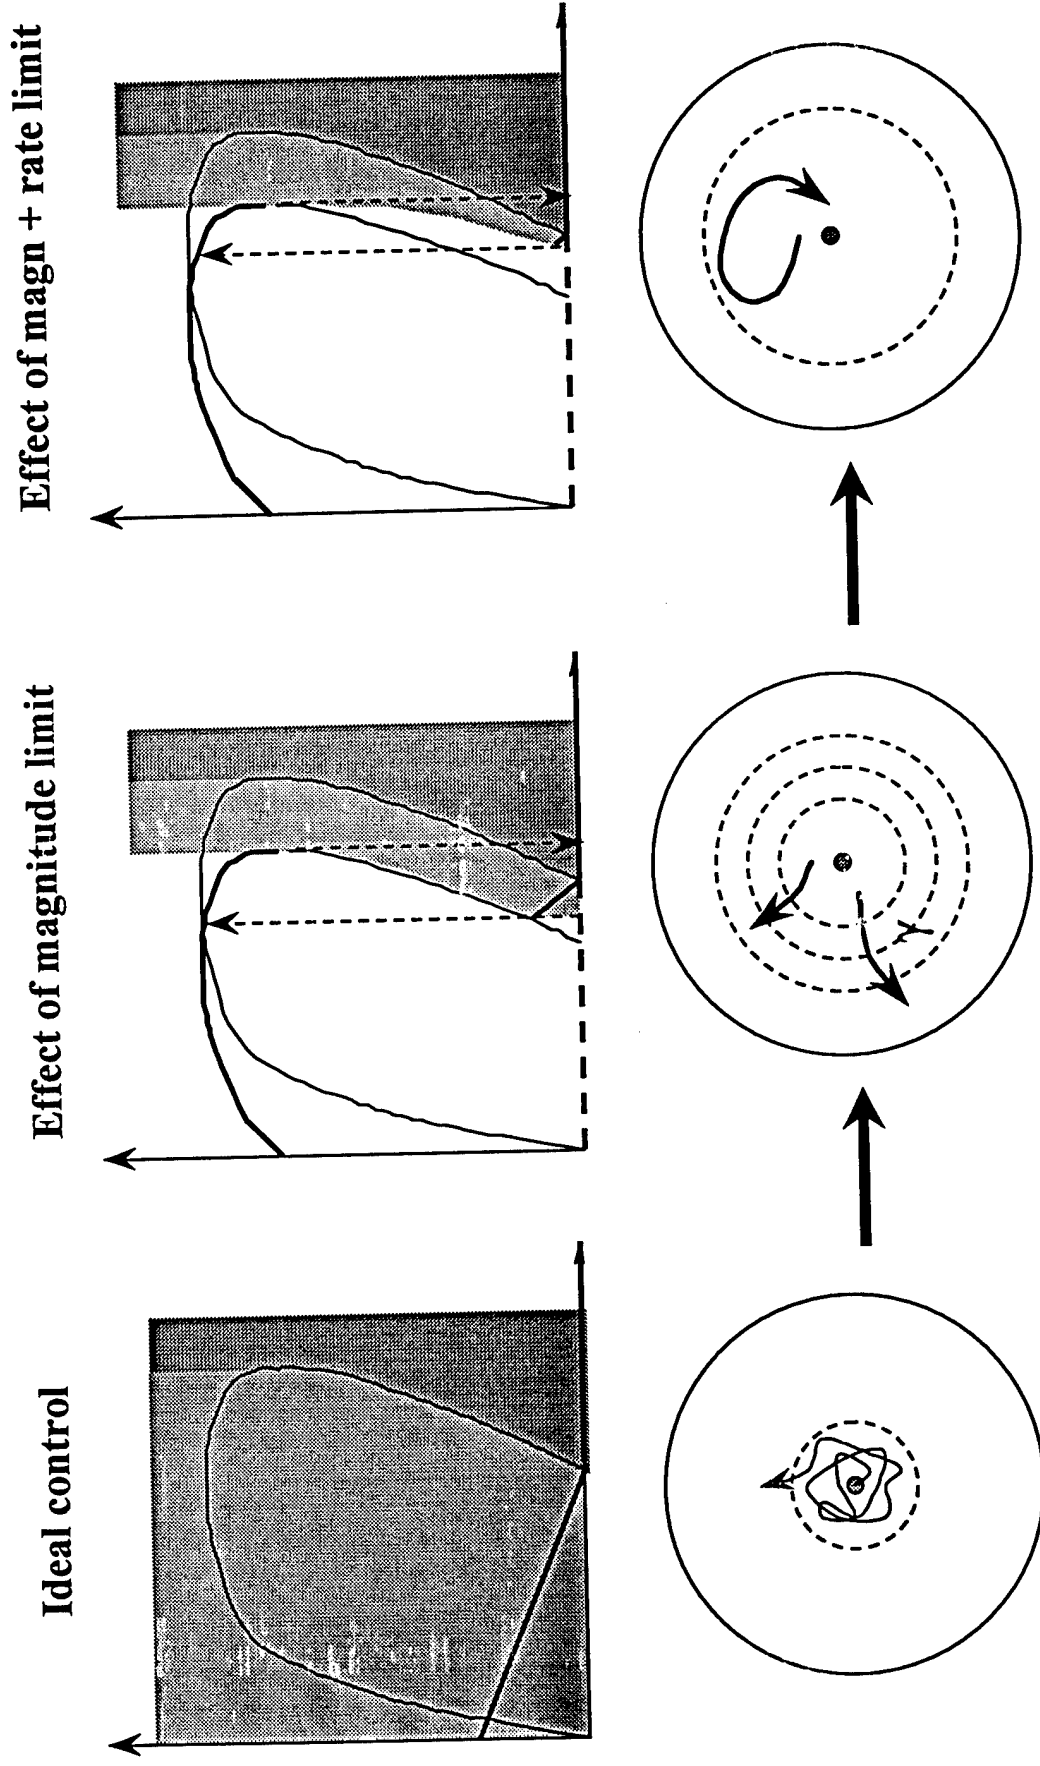 Ideal control
Effect of magnitude limit
Effect of magn + rate limit